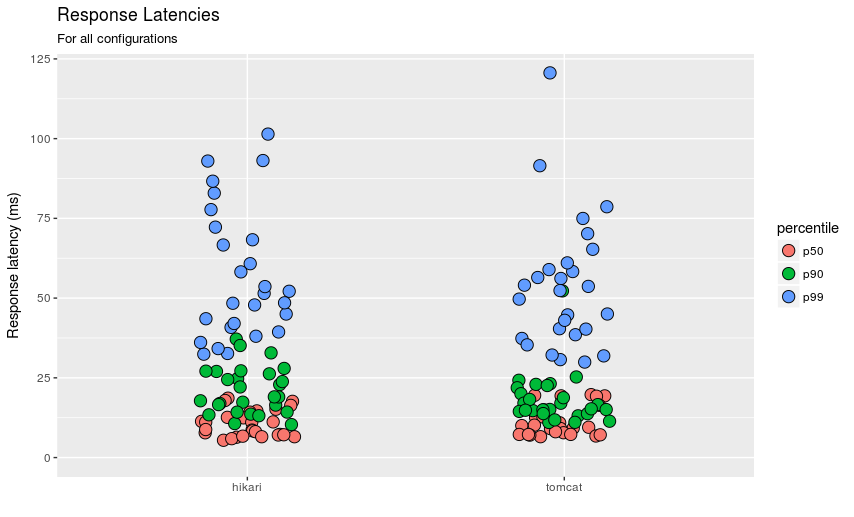 Response Latencies
For all configurations
Response latency (ms)
125
100
75
50
25
0
hikari
tomcat
percentile
p50
p90
p99